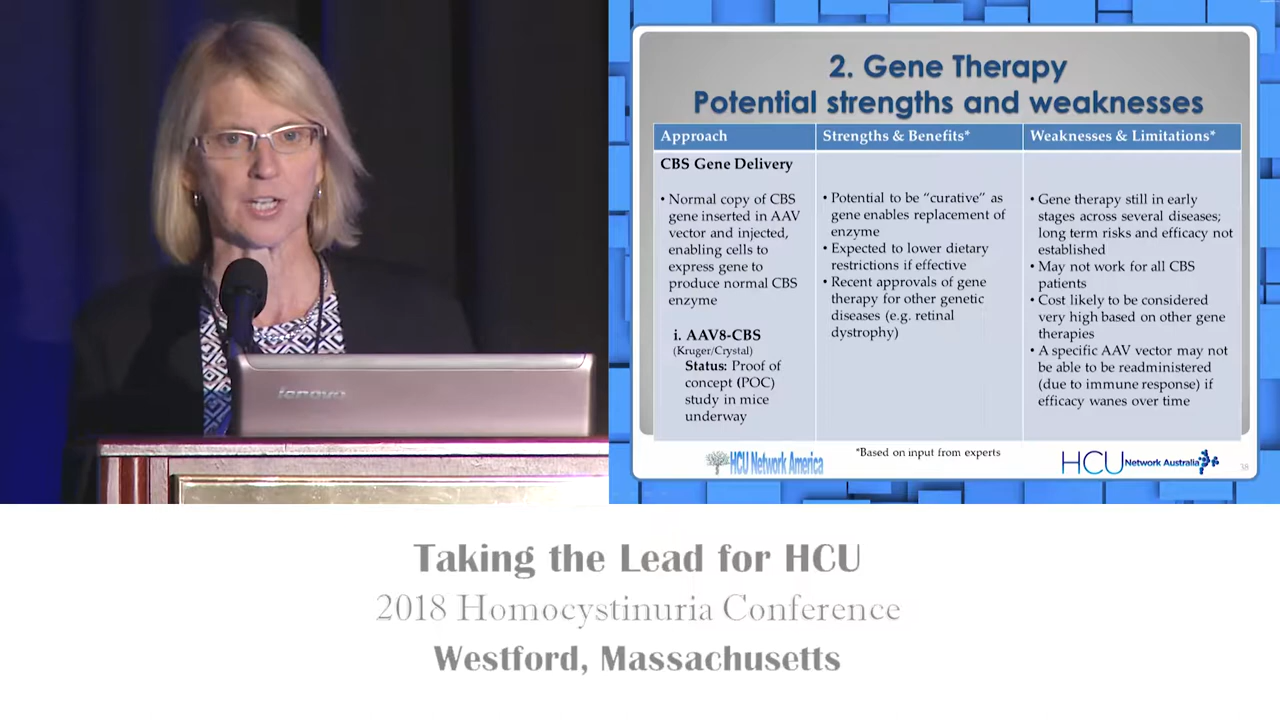 2. Gene Therapy
Potential strengths and weaknesses
Approach
Strengths & Benefits*
Weaknesses & Limitations*
CBS Gene Delivery
• Normal copy of CBS
gene inserted in AAV
vector and injected,
enabling cells to
express gene to
produce normal CBS
enzyme
i. AAV8-CBS
(Kruger/Crystal)
Status: Proof of
concept (POC)
study in mice
underway
• Potential to be “curative” as
gene enables replacement of
enzyme
• Expected to lower dietary
restrictions if effective
• Recent approvals of gene
therapy for other genetic
diseases (e.g. retinal
dystrophy)
• Gene therapy still in early
stages across several diseases;
long term risks and efficacy not
established
• May not work for all CBS
patients
• Cost likely to be considered
very high based on other gene
therapies
• A specific AAV vector may not
be able to be readministered
(due to immune response) if
efficacy wanes over time
HCU Network America
*Based on input from experts
HCU Network Australia
38
lenovo
Taking the Lead for HCU
2018 Homocystinuria Conference
Westford, Massachusetts